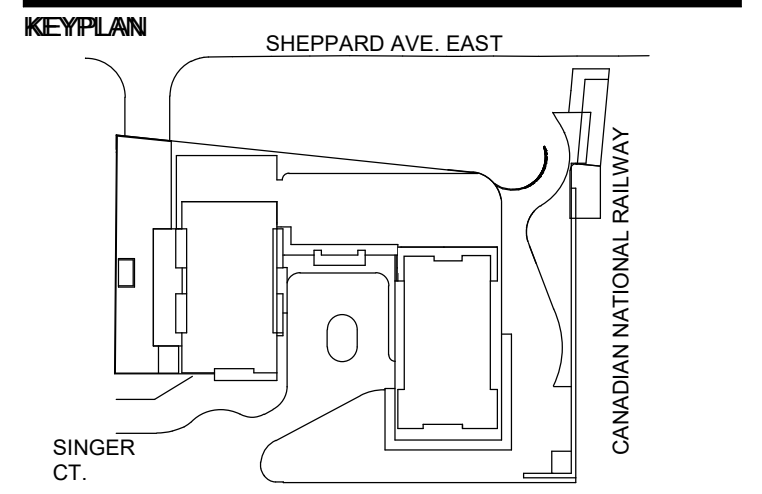 KEYPLAN
SHEPPARD AVE. EAST
CANADIAN NATIONAL RAILWAY
SINGER
CT.